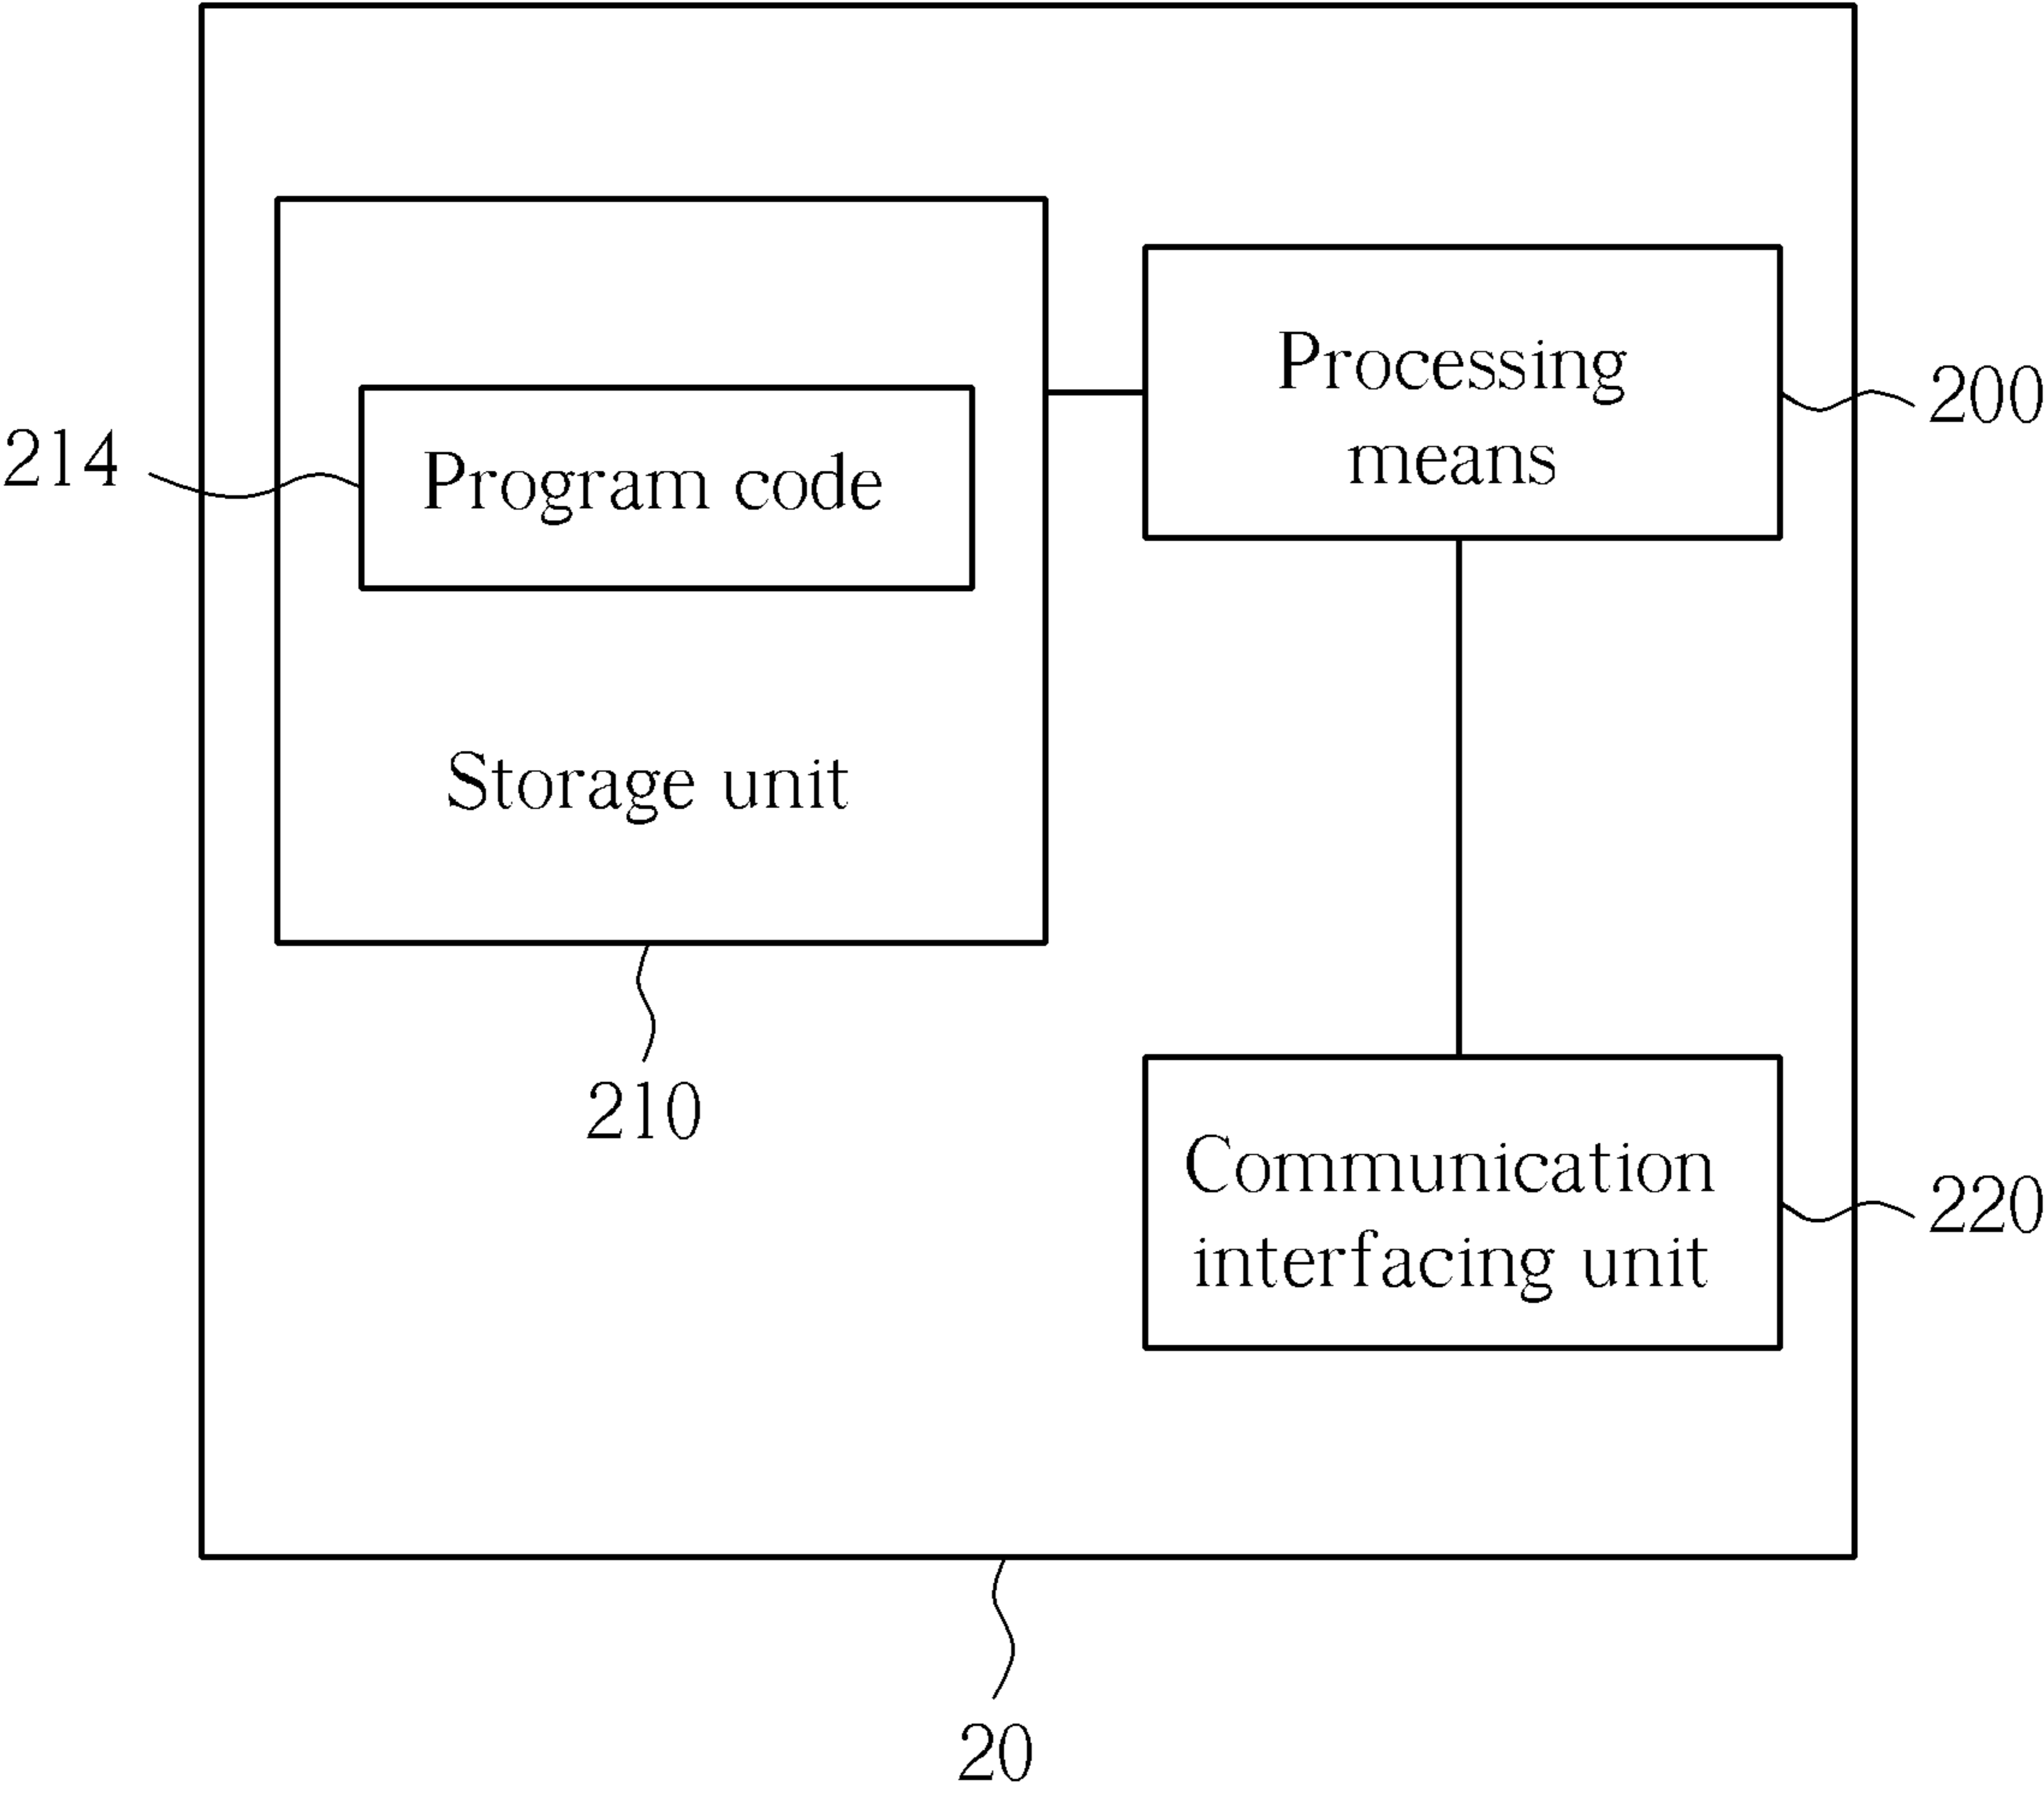 Processing
means
200
214
Program code
Storage unit
210
Communication
interfacing unit
220
20